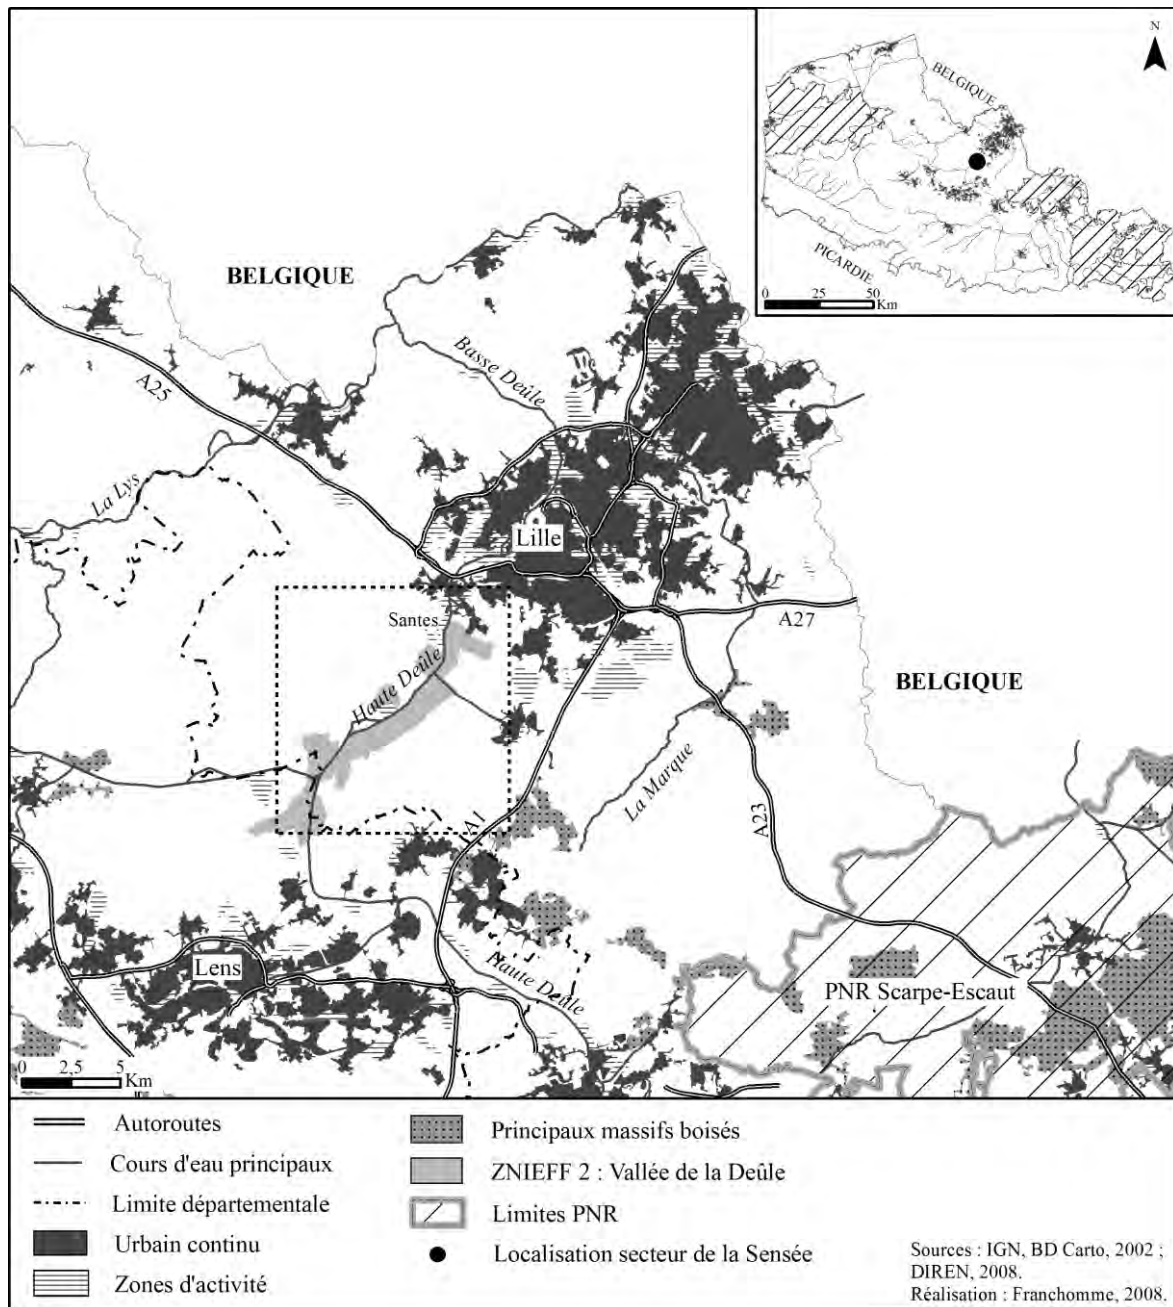 N
BELGIQUE
PICARDIE
0 25 50
Km
BELGIQUE
A25
Basse Deûle
La Lys
Lille
Santes
A27
Haute Deûle
BELGIQUE
La Marque
A1
A23
Lens
Haute Deûle
PNR Scarpe-Escaut
0 2,5 5
Km
Autoroutes
Cours d'eau principaux
Limite départementale
Urbain continu
Zones d'activité
Principaux massifs boisés
ZNIEFF 2 : Vallée de la Deûle
Limites PNR
Localisation secteur de la Sensée
Sources : IGN, BD Carto, 2002 ;
DIREN, 2008.
Réalisation : Franchomme, 2008.